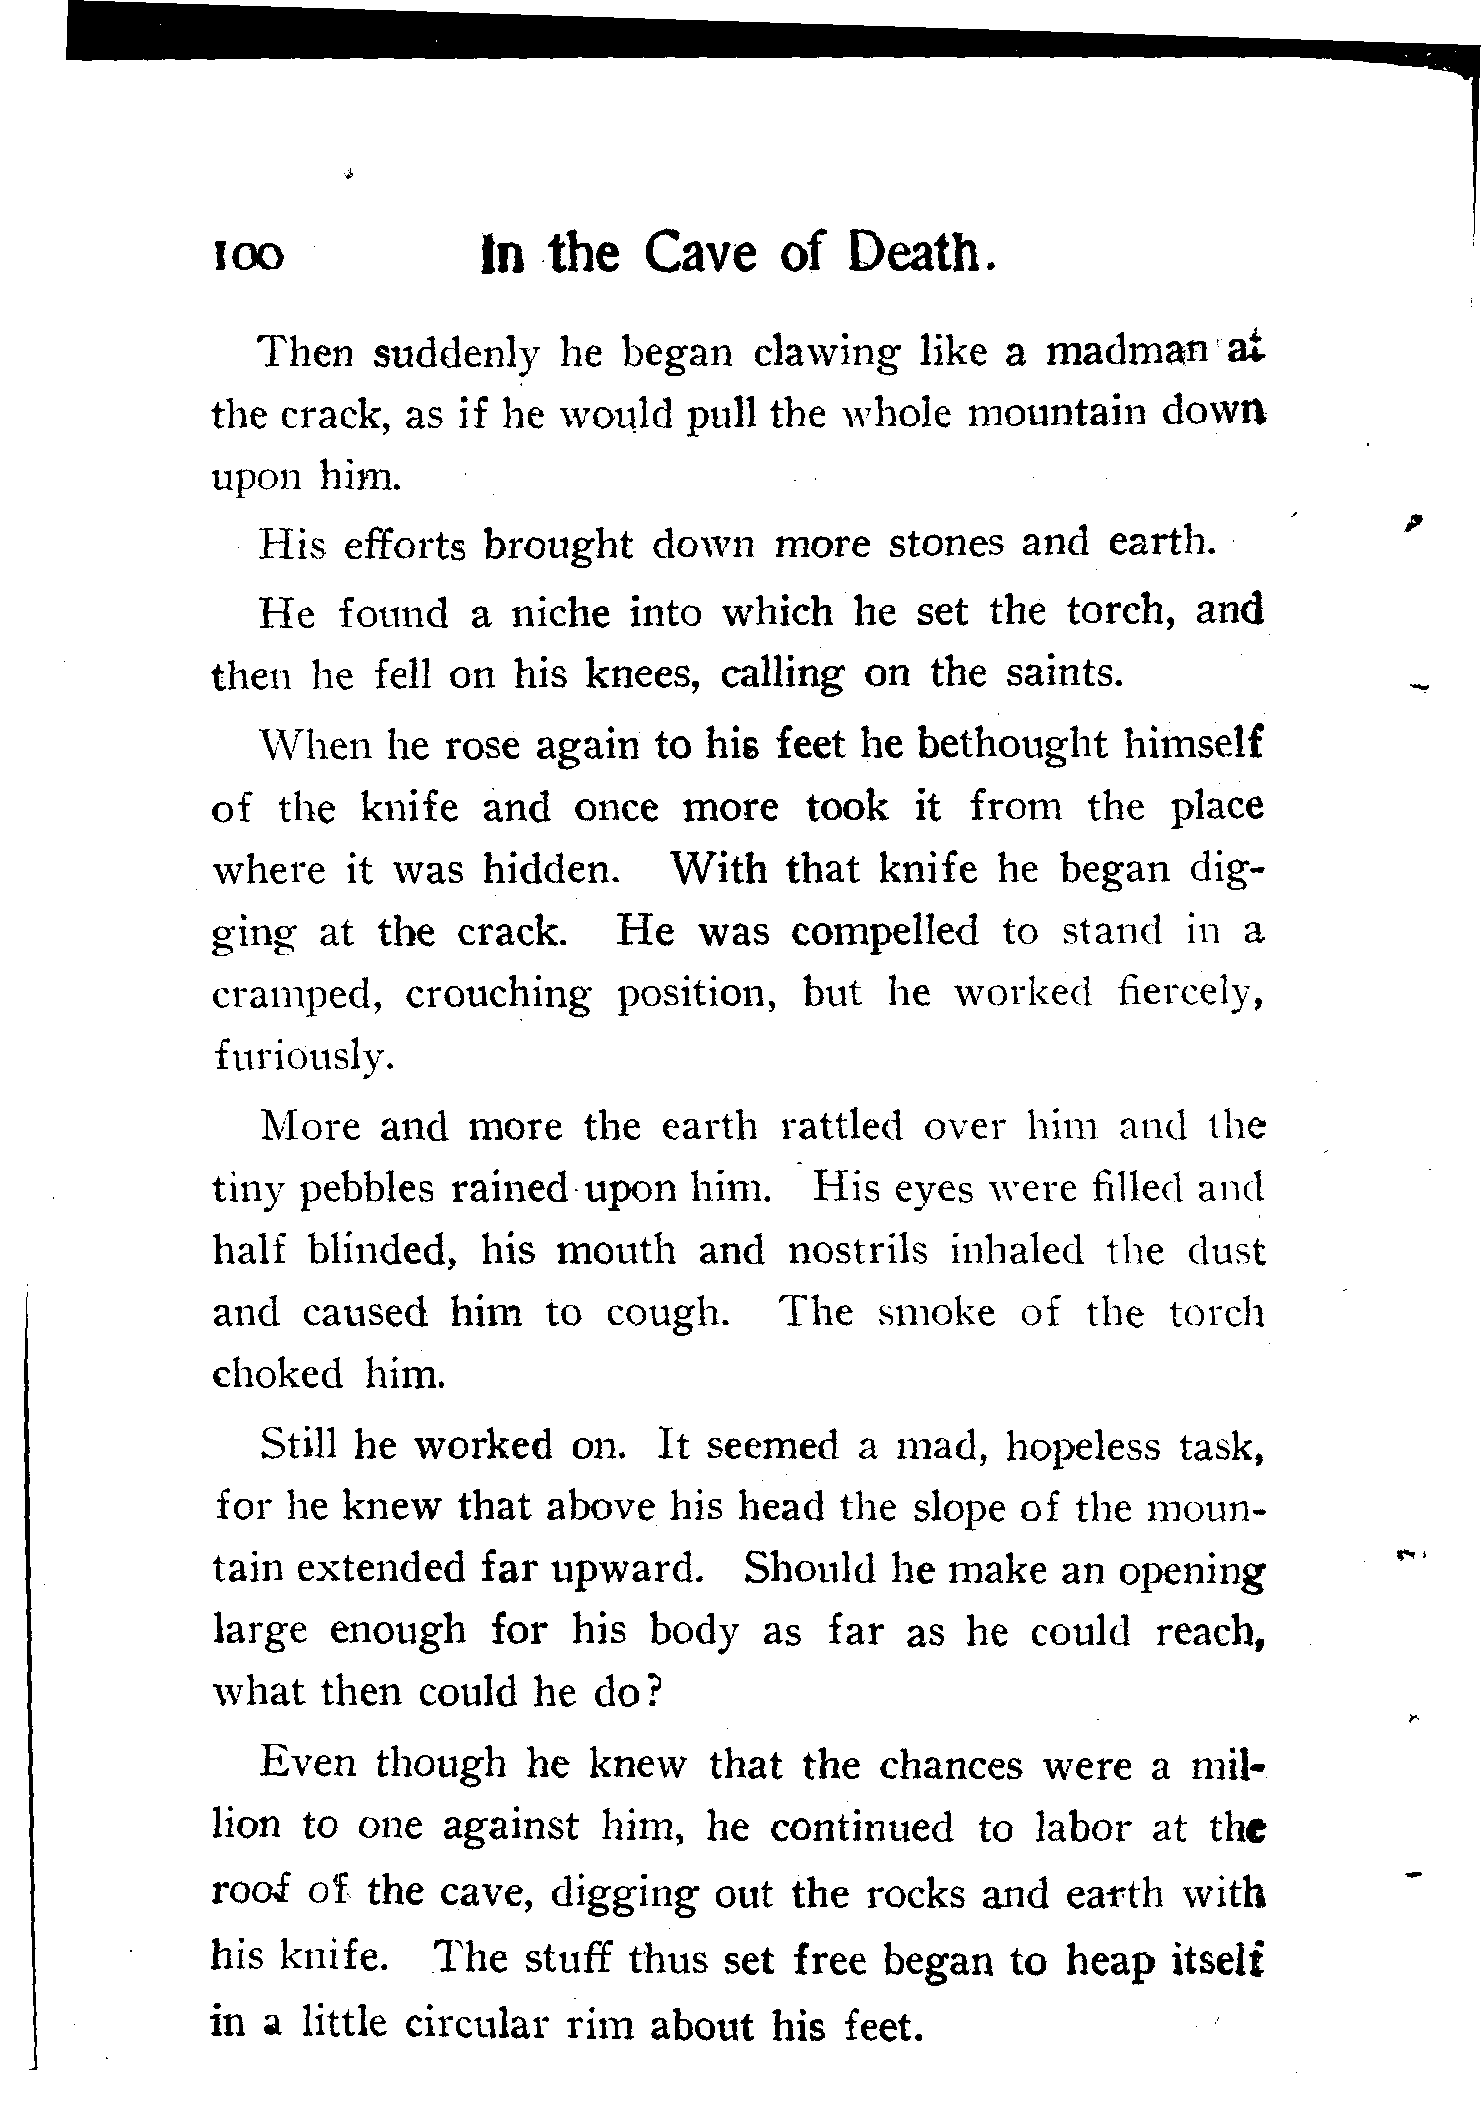 100 In the Cave of Death.
Then suddenly he began clawing like a madman at
the crack, as if he would pull the whole mountain down
upon him.
His efforts brought down more stones and earth.
He found a niche into which he set the torch, and
then he fell on his knees, calling on the saints.
When he rose again to his feet he bethought himself
of the knife and once more took it from the place
where it was hidden. With that knife he began dig-
ging at the crack. He was compelled to stand in a
cramped, crouching position, but he worked fiercely,
furiously.
More and more the earth rattled over him and the
tiny pebbles rained upon him. His eyes were filled and
half blinded, his mouth and nostrils inhaled the dust
and caused him to cough. The smoke of the torch
choked him.
Still he worked on. It seemed a mad, hopeless task,
for he knew that above his head the slope of the moun-
tain extended far upward. Should he make an opening
large enough for his body as far as he could reach,
what then could he do?
Even though he knew that the chances were a mil-
lion to one against him, he continued to labor at the
roof of the cave, digging out the rocks and earth with
his knife. The stuff thus set free began to heap itself
in a little circular rim about his feet.